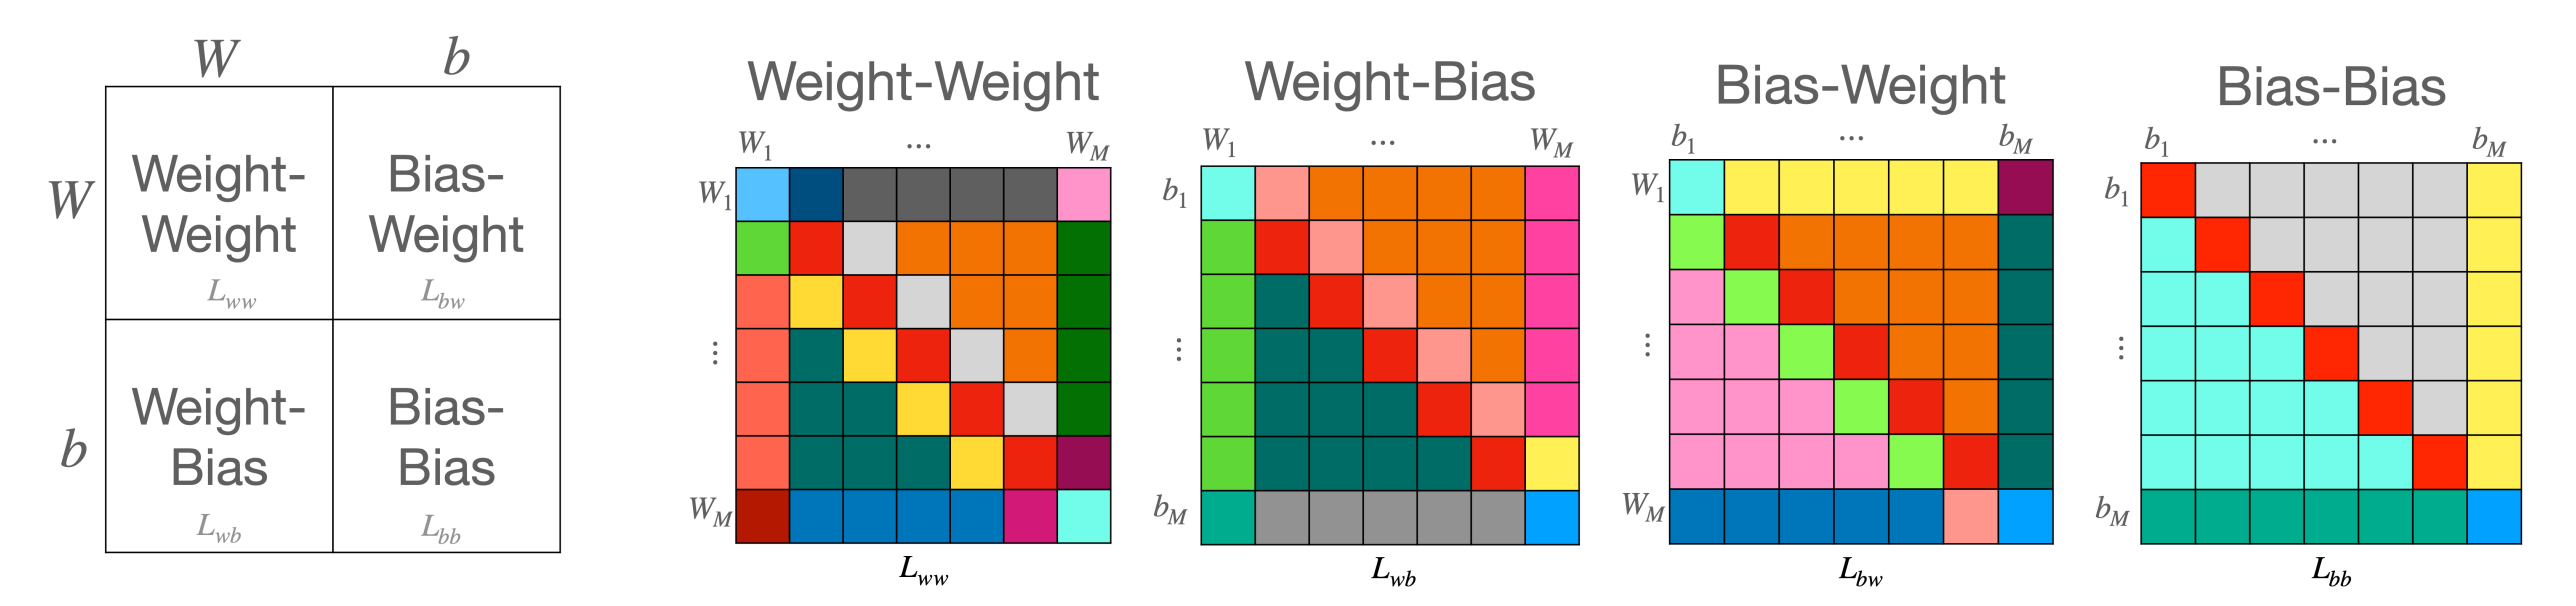 W b
W
Weight-
Weight
L_ww
Bias-
Weight
L_bw
b
Weight-
Bias
L_wb
Bias-
Bias
L_bb
Weight-Weight
W_1 ... W_M
W_1
⋮
W_M
L_ww
Weight-Bias
W_1 ... W_M
b_1
⋮
b_M
L_wb
Bias-Weight
b_1 ... b_M
W_1
⋮
W_M
L_bw
Bias-Bias
b_1 ... b_M
b_1
⋮
b_M
L_bb